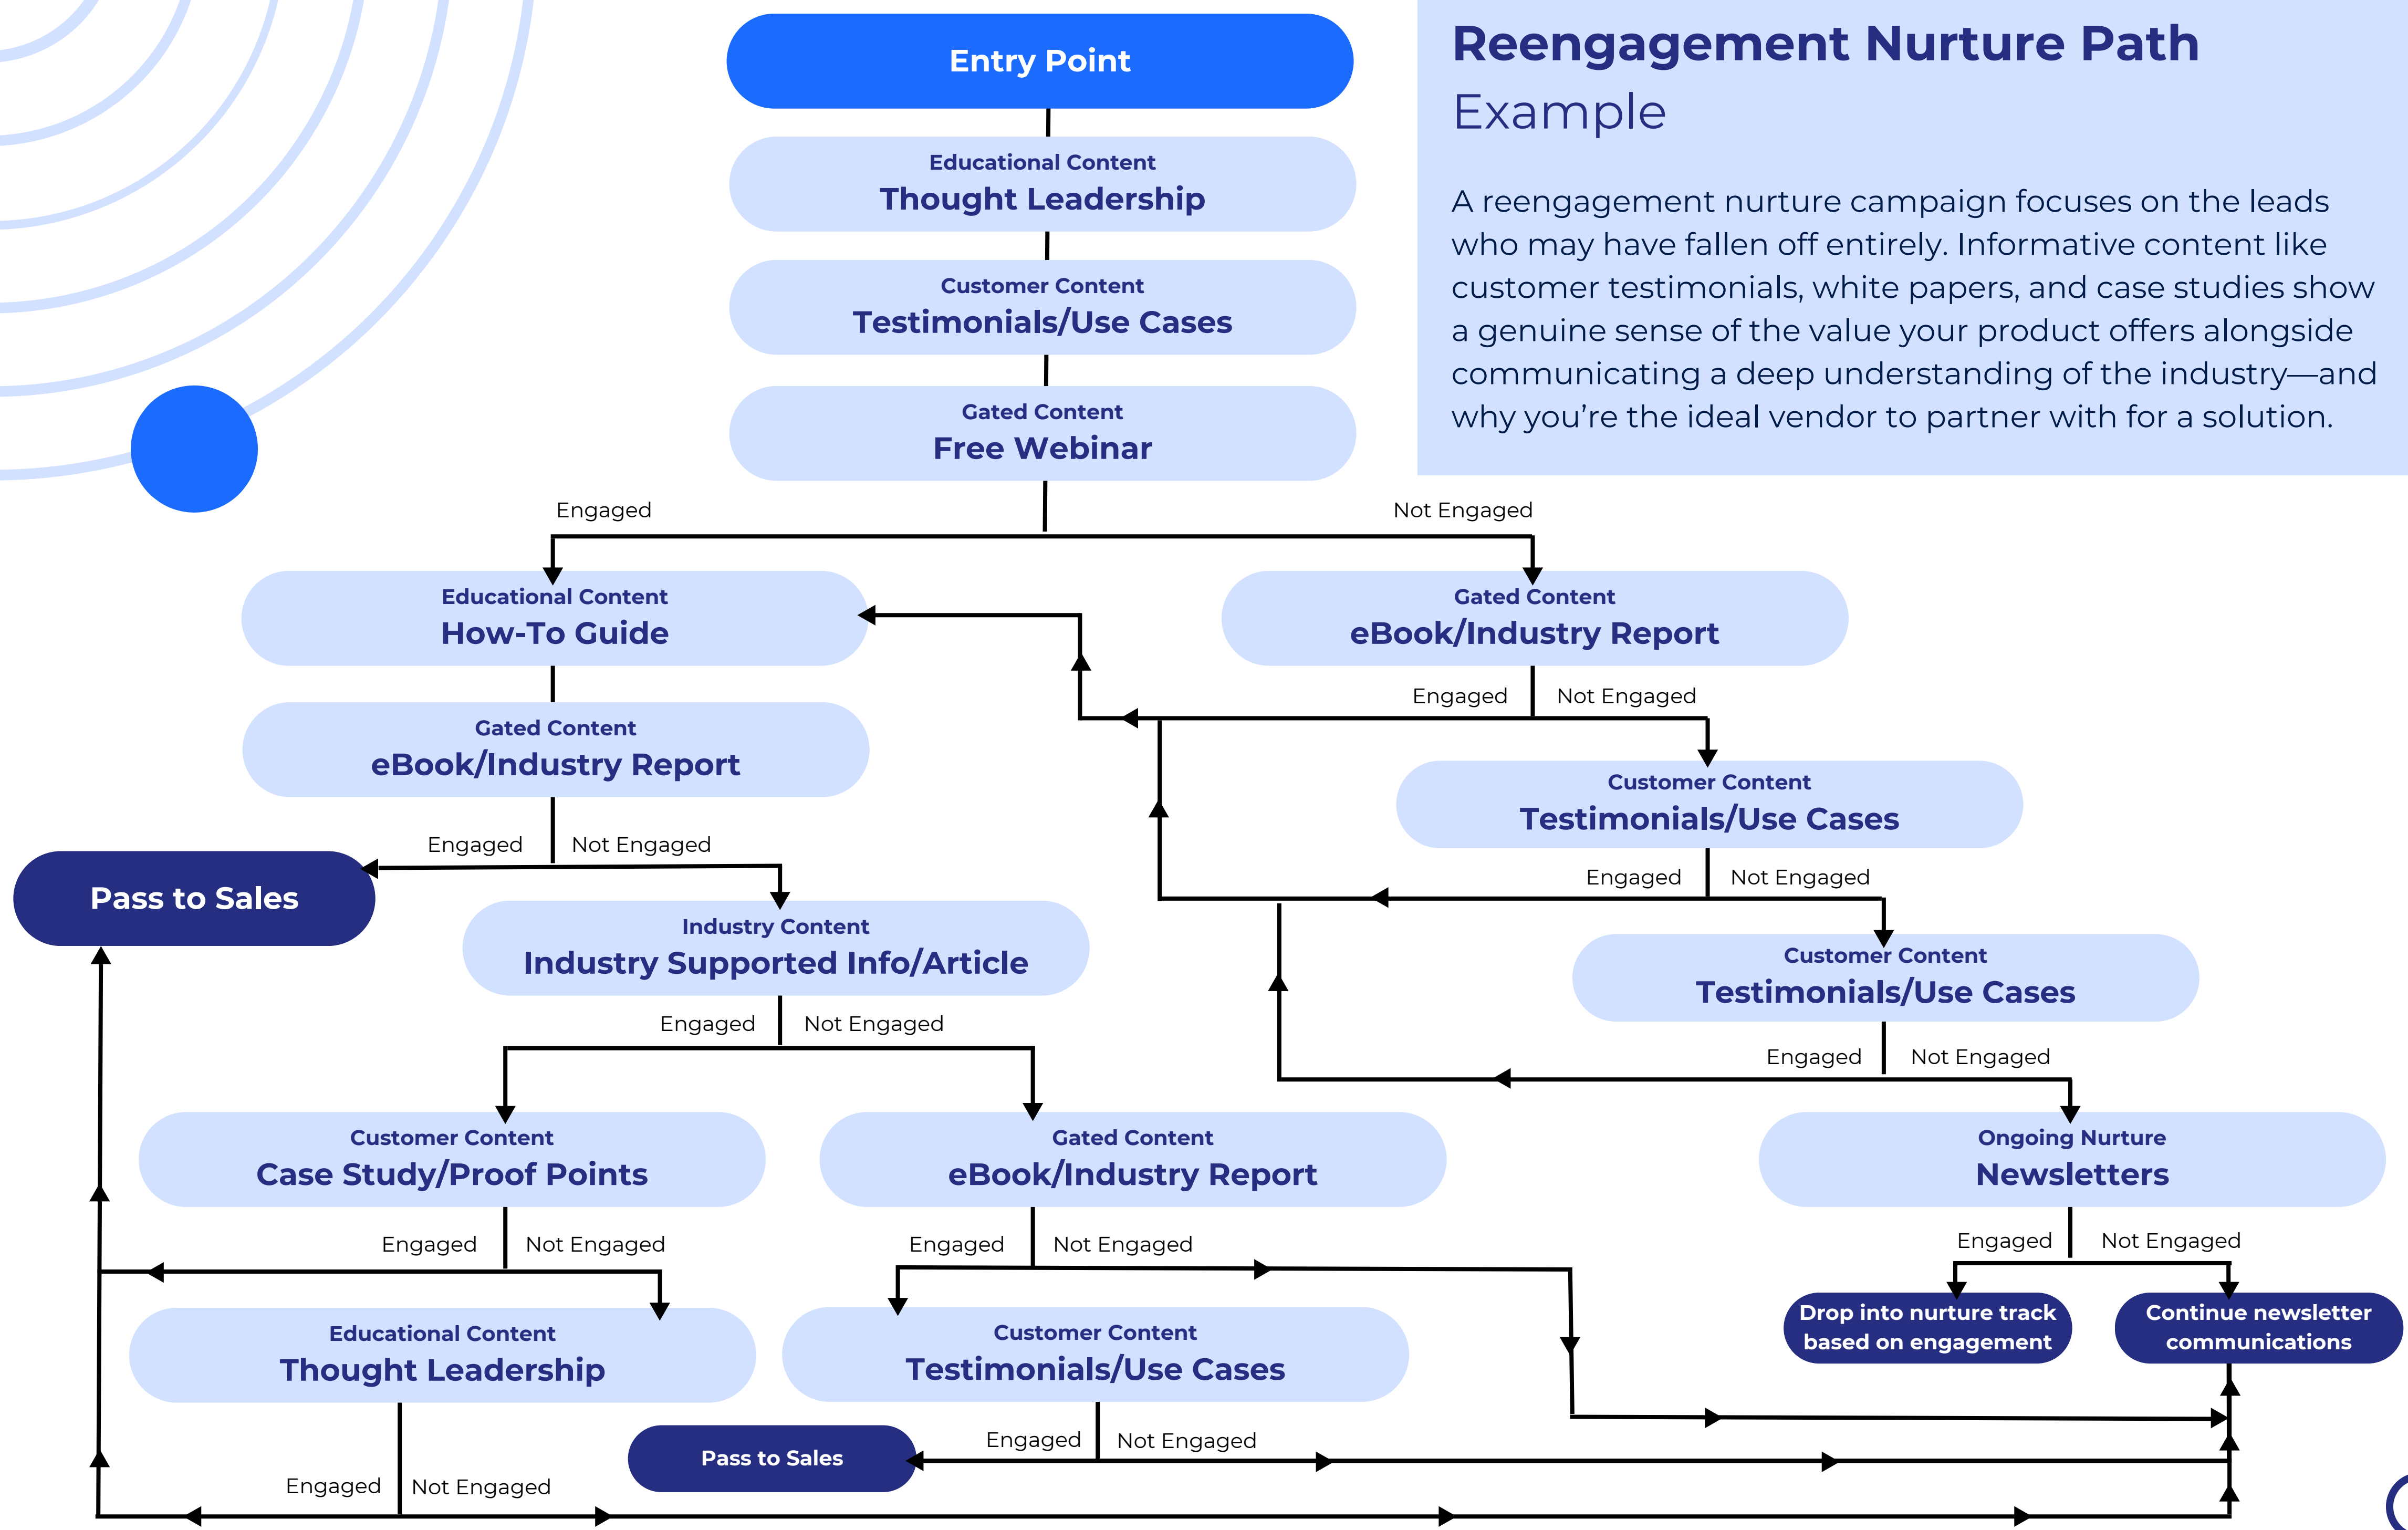 Entry Point
Reengagement Nurture Path
Example
A reengagement nurture campaign focuses on the leads
who may have fallen off entirely. Informative content like
customer testimonials, white papers, and case studies show
a genuine sense of the value your product offers alongside
communicating a deep understanding of the industry—and
why you’re the ideal vendor to partner with for a solution.
Educational Content
Thought Leadership
Customer Content
Testimonials/Use Cases
Gated Content
Free Webinar
Engaged
Not Engaged
Educational Content
How-To Guide
Gated Content
eBook/Industry Report
Engaged
Not Engaged
Gated Content
eBook/Industry Report
Customer Content
Testimonials/Use Cases
Engaged
Not Engaged
Pass to Sales
Engaged
Not Engaged
Industry Content
Industry Supported Info/Article
Customer Content
Testimonials/Use Cases
Engaged
Not Engaged
Engaged
Not Engaged
Customer Content
Case Study/Proof Points
Gated Content
eBook/Industry Report
Ongoing Nurture
Newsletters
Engaged
Not Engaged
Engaged
Not Engaged
Engaged
Not Engaged
Educational Content
Thought Leadership
Customer Content
Testimonials/Use Cases
Drop into nurture track
based on engagement
Continue newsletter
communications
Pass to Sales
Engaged
Not Engaged
Engaged
Not Engaged